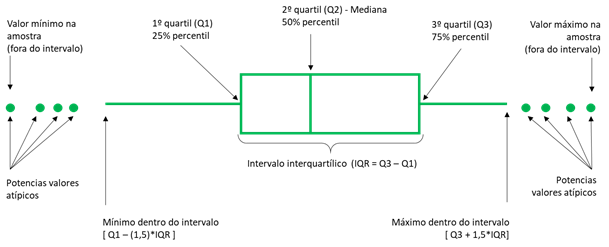 Valor mínimo na
amostra
(fora do intervalo)
1º quartil (Q1)
25% percentil
2º quartil (Q2) - Mediana
50% percentil
3º quartil (Q3)
75% percentil
Valor máximo na
amostra
(fora do intervalo)
Potencias valores
atípicos
Intervalo interquartílico (IQR = Q3 – Q1)
Potencias valores
atípicos
Mínimo dentro do intervalo
[ Q1 – (1,5)*IQR ]
Máximo dentro do intervalo
[ Q3 + 1,5*IQR]